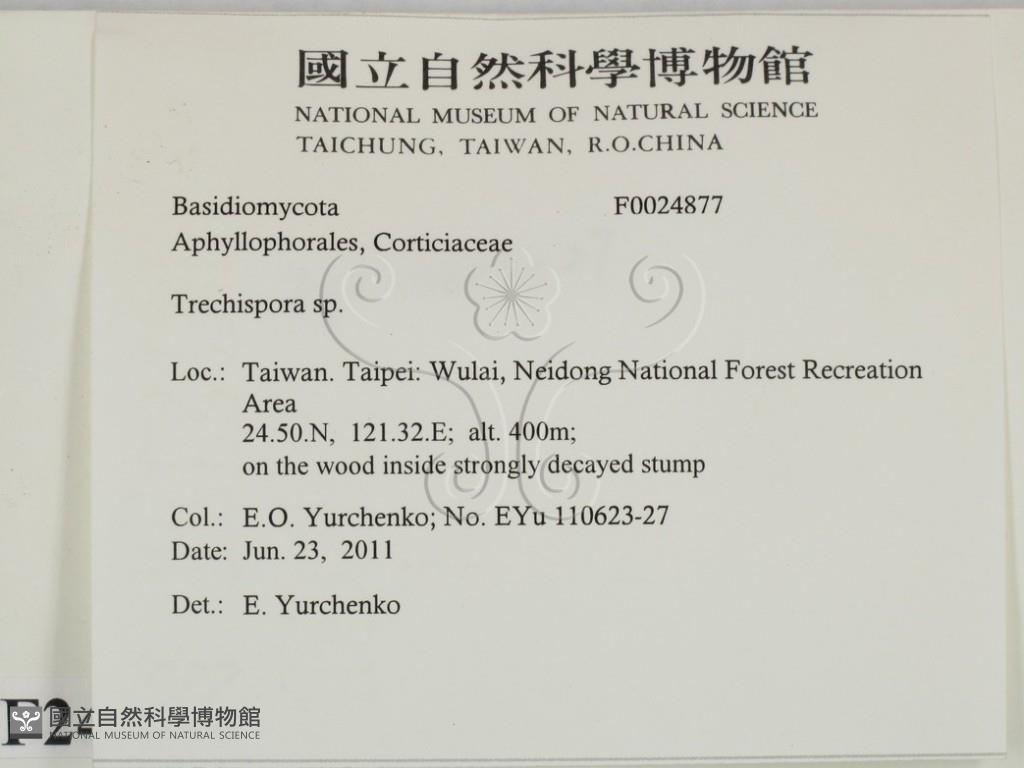 國立自然科學博物館
NATIONAL MUSEUM OF NATURAL SCIENCE
TAICHUNG, TAIWAN, R.O.CHINA
Basidiomycota F0024877
Aphyllophorales, Corticiaceae
Trechispora sp.
Loc.: Taiwan. Taipei: Wulai, Neidong National Forest Recreation
Area
24.50.N, 121.32.E; alt. 400m;
on the wood inside strongly decayed stump
Col.: E.O. Yurchenko; No. EYu 110623-27
Date: Jun. 23, 2011
Det.: E. Yurchenko
國立自然科學博物館
NATIONAL MUSEUM OF NATURAL SCIENCE